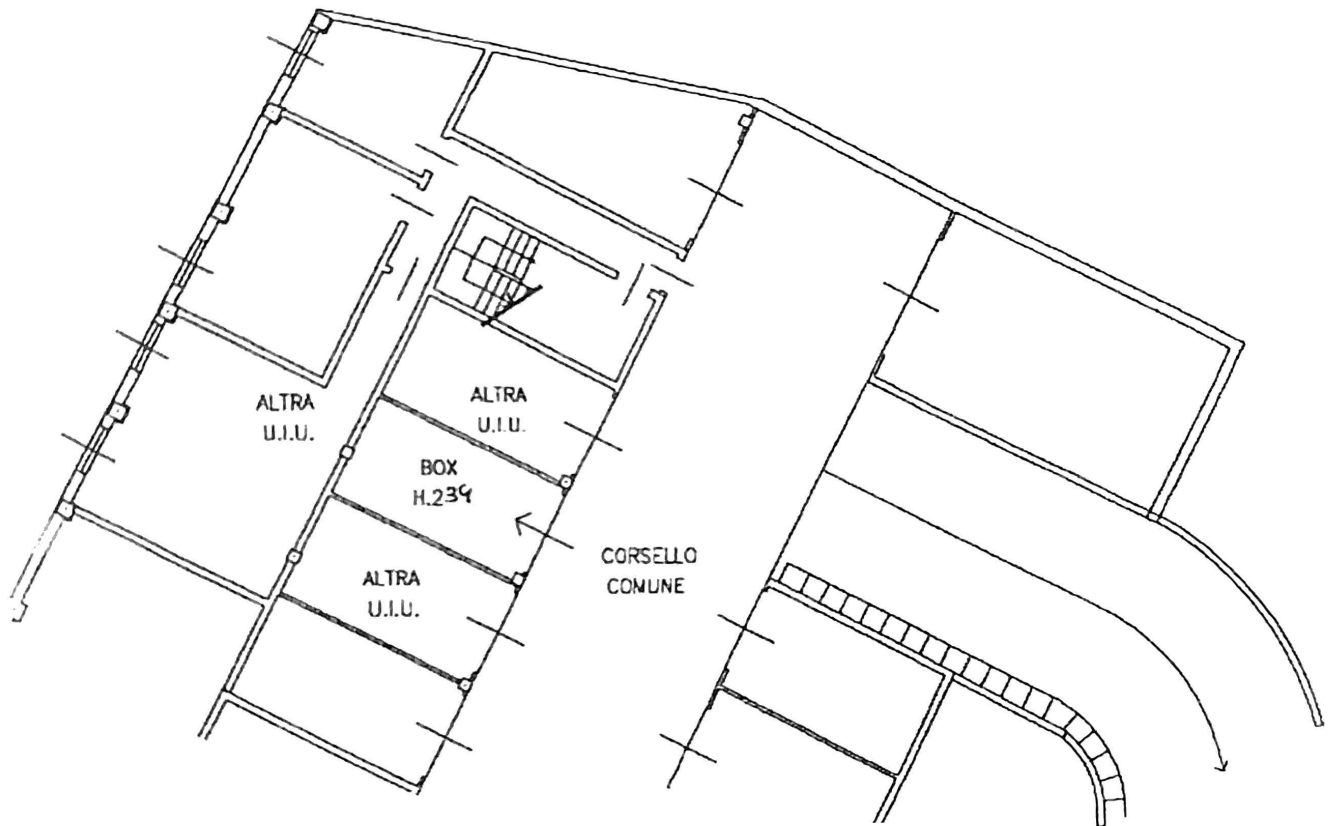 ALTRA
U.I.U.
ALTRA
U.I.U.
BOX
H.239
ALTRA
U.I.U.
CORSELLO
COMUNE